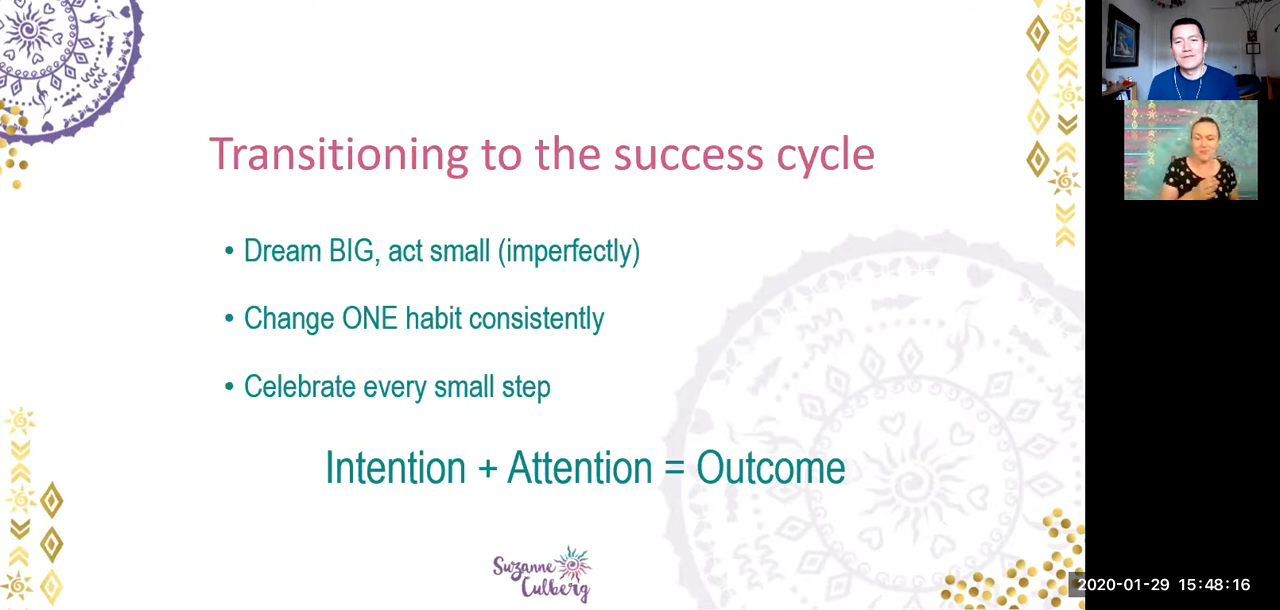 Transitioning to the success cycle
• Dream BIG, act small (imperfectly)
• Change ONE habit consistently
• Celebrate every small step
Intention + Attention = Outcome
Suzanne
Culberg
2020-01-29 15:48:16